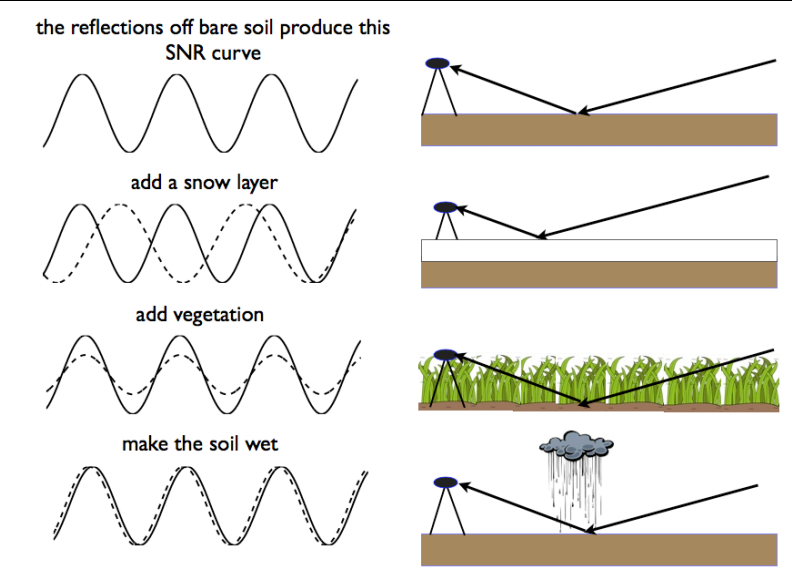 the reflections off bare soil produce this
SNR curve
add a snow layer
add vegetation
make the soil wet